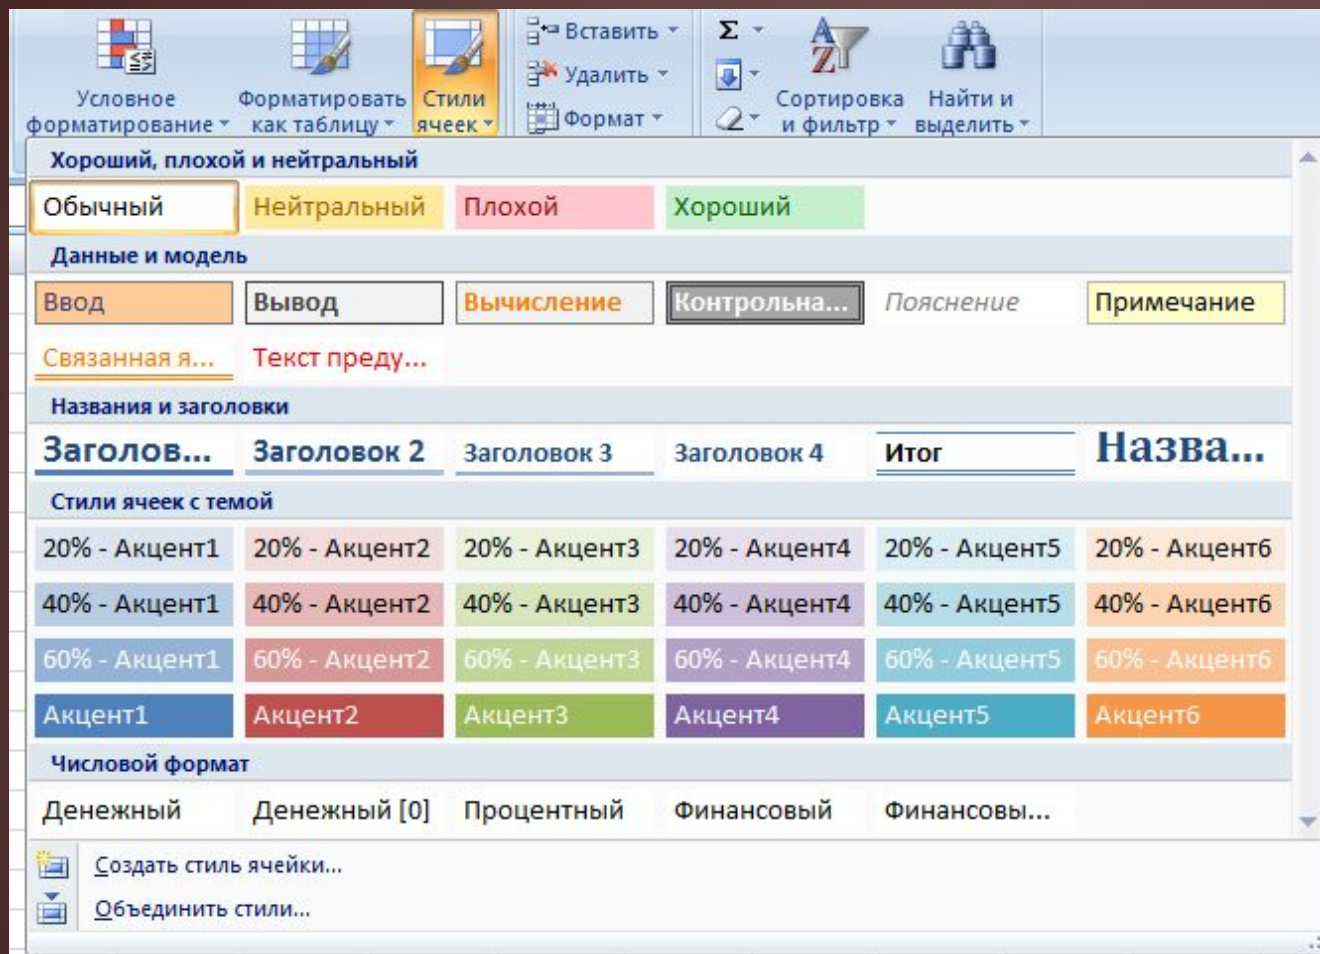 Условное форматирование
Форматировать как таблицу
Стили ячеек
Вставить
Удалить
Формат
Σ
Сортировка и фильтр
Найти и выделить
Хороший, плохой и нейтральный
Обычный Нейтральный Плохой Хороший
Данные и модель
Ввод Вывод Вычисление Контрольна... Пояснение Примечание
Связанная я... Текст преду...
Названия и заголовки
Заголов... Заголовок 2 Заголовок 3 Заголовок 4 Итог Назва...
Стили ячеек с темой
20% - Акцент1 20% - Акцент2 20% - Акцент3 20% - Акцент4 20% - Акцент5 20% - Акцент6
40% - Акцент1 40% - Акцент2 40% - Акцент3 40% - Акцент4 40% - Акцент5 40% - Акцент6
60% - Акцент1 60% - Акцент2 60% - Акцент3 60% - Акцент4 60% - Акцент5 60% - Акцент6
Акцент1 Акцент2 Акцент3 Акцент4 Акцент5 Акцент6
Числовой формат
Денежный Денежный [0] Процентный Финансовый Финансовы...
Создать стиль ячейки...
Объединить стили...